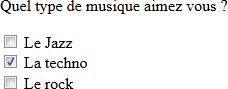 Quel type de musique aimez vous ?
Le Jazz
La techno
Le rock